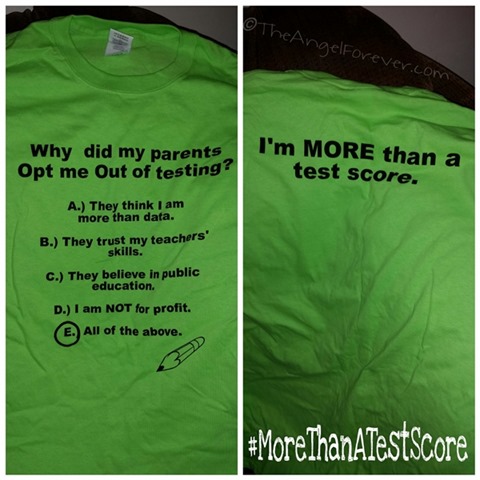 Why did my parents
Opt me Out of testing?
A.) They think I am
more than data.
B.) They trust my teachers'
skills.
C.) They believe in public
education.
D.) I am NOT for profit.
E. All of the above.
©TheAngelForever.com
I'm MORE than a
test score.
#MoreThanATestScore